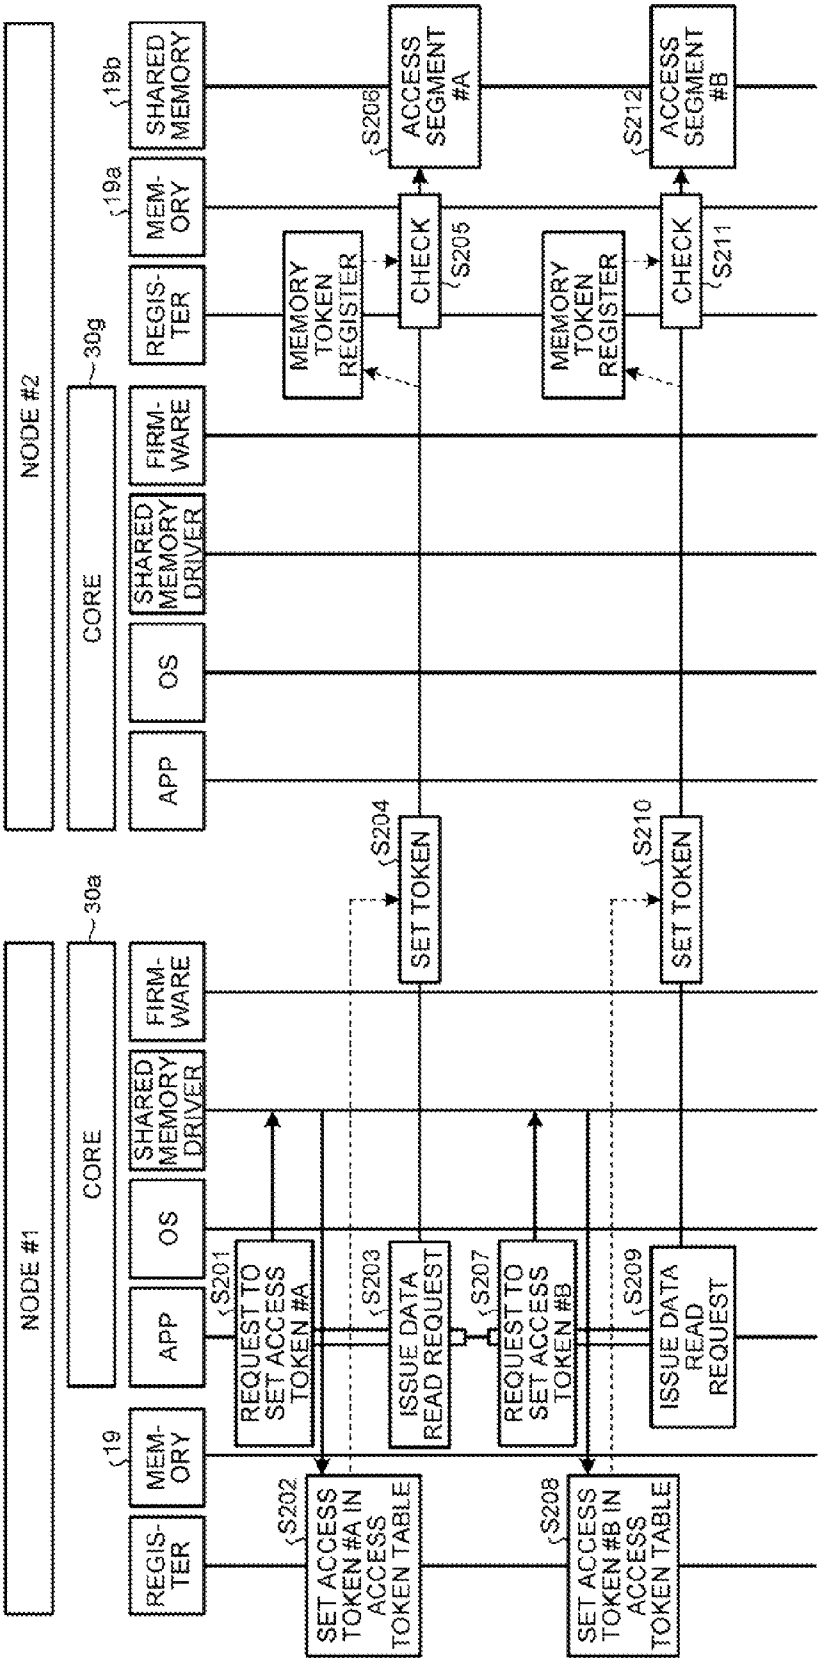 NODE #1
NODE #2
CORE
30a
CORE
30g
19
19a
19b
REGIS-
TER
MEM-
ORY
APP
OS
SHARED
MEMORY
DRIVER
FIRM-
WARE
APP
OS
SHARED
MEMORY
DRIVER
FIRM-
WARE
REGIS-
TER
MEM-
ORY
SHARED
MEMORY
S201
REQUEST TO
SET ACCESS
TOKEN #A
S202
SET ACCESS
TOKEN #A IN
ACCESS
TOKEN TABLE
S203
ISSUE DATA
READ REQUEST
S204
SET TOKEN
MEMORY
TOKEN
REGISTER
CHECK
S205
S206
ACCESS
SEGMENT
#A
S207
REQUEST TO
SET ACCESS
TOKEN #B
S208
SET ACCESS
TOKEN #B IN
ACCESS
TOKEN TABLE
S209
ISSUE DATA
READ
REQUEST
S210
SET TOKEN
MEMORY
TOKEN
REGISTER
CHECK
S211
S212
ACCESS
SEGMENT
#B